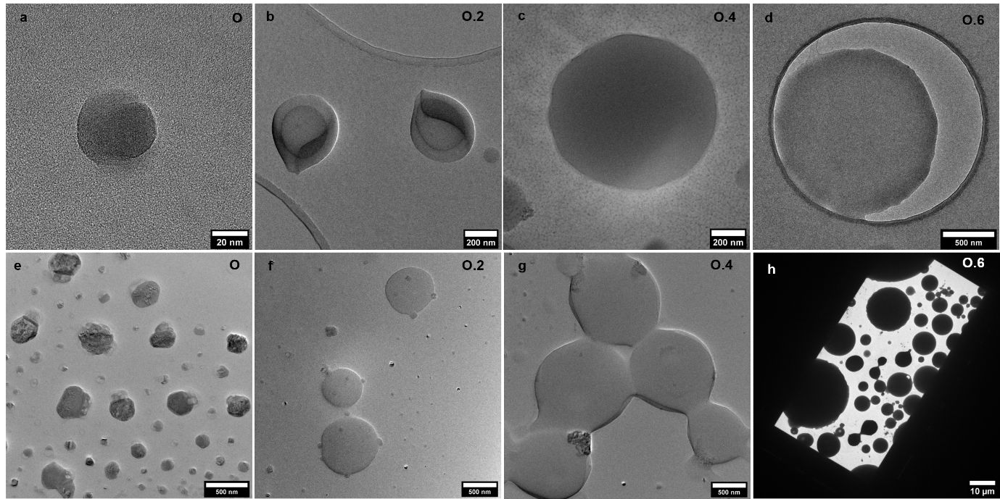 a O
20 nm
b O.2
200 nm
c O.4
200 nm
d O.6
500 nm
e O
500 nm
f O.2
500 nm
g O.4
500 nm
h O.6
10 µm